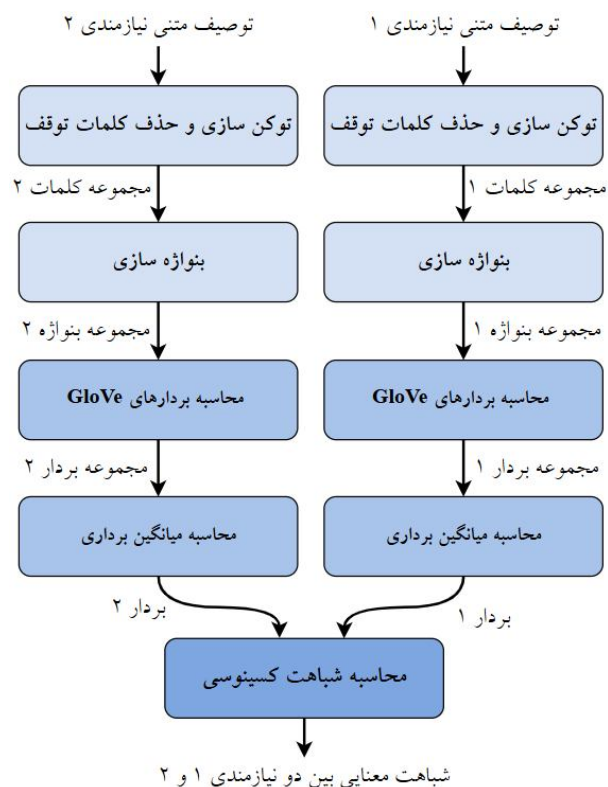 توصیف متنی نیازمندی ۱
توصیف متنی نیازمندی ۲
توکن سازی و حذف کلمات توقف
توکن سازی و حذف کلمات توقف
مجموعه کلمات ۱
مجموعه کلمات ۲
بنواژه سازی
بنواژه سازی
مجموعه بنواژه ۱
مجموعه بنواژه ۲
محاسبه بردارهای GloVe
محاسبه بردارهای GloVe
مجموعه بردار ۱
مجموعه بردار ۲
محاسبه میانگین برداری
محاسبه میانگین برداری
بردار ۱
بردار ۲
محاسبه شباهت کسینوسی
شباهت معنایی بین دو نیازمندی ۱ و ۲